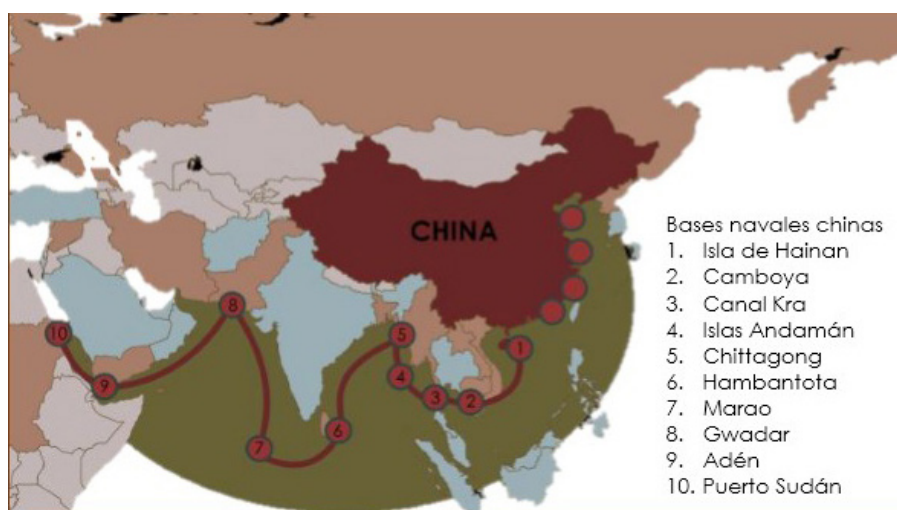 CHINA
Bases navales chinas
1. Isla de Hainan
2. Camboya
3. Canal Kra
4. Islas Andamán
5. Chittagong
6. Hambantota
7. Marao
8. Gwadar
9. Adén
10. Puerto Sudán
8
10
5
1
4
9
3
2
6
7